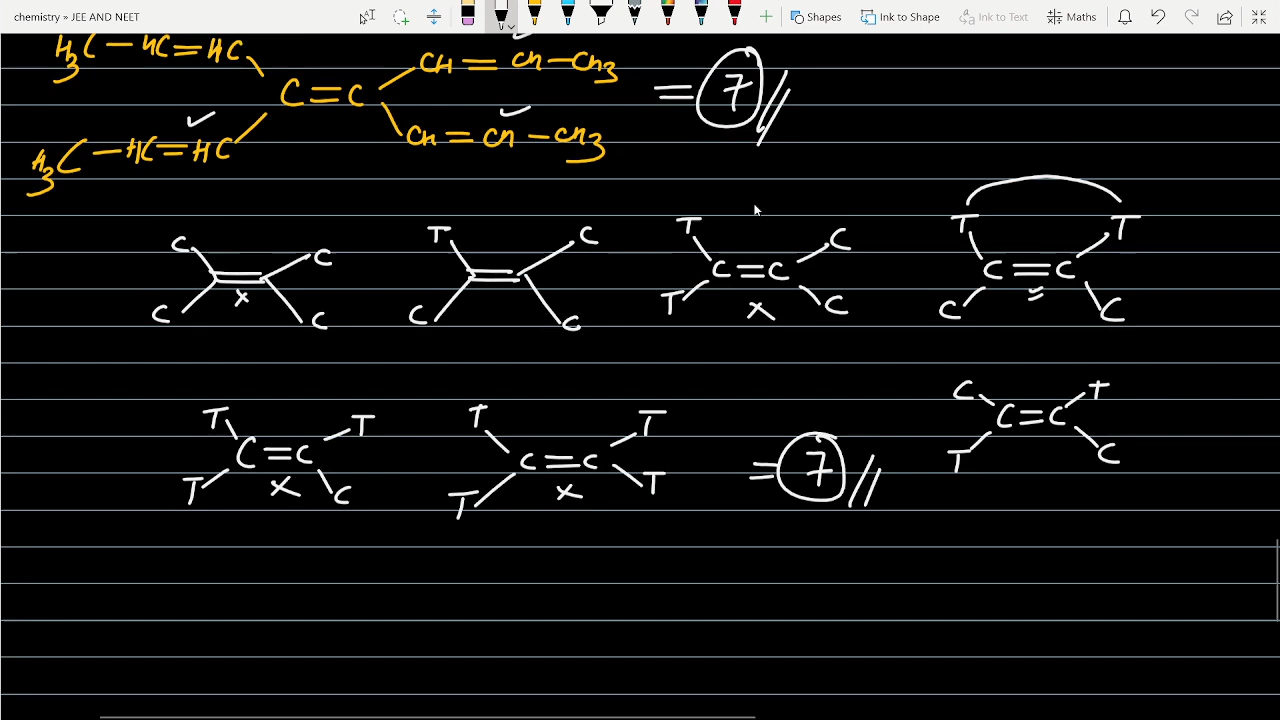 chemistry » JEE AND NEET
Shapes
Ink to Shape
Ink to Text
Maths
H3C – HC = HC
CH = CH – CH3
C = C
= 7 //
H3C – HC = HC
CH = CH – CH3
C C
C C
x
T C
C C
T C
C = C
T C
x
T T
C = C
C C
=
T T
C = C
T C
x
T T
C = C
T T
x
= 7 //
C T
C = C
T C